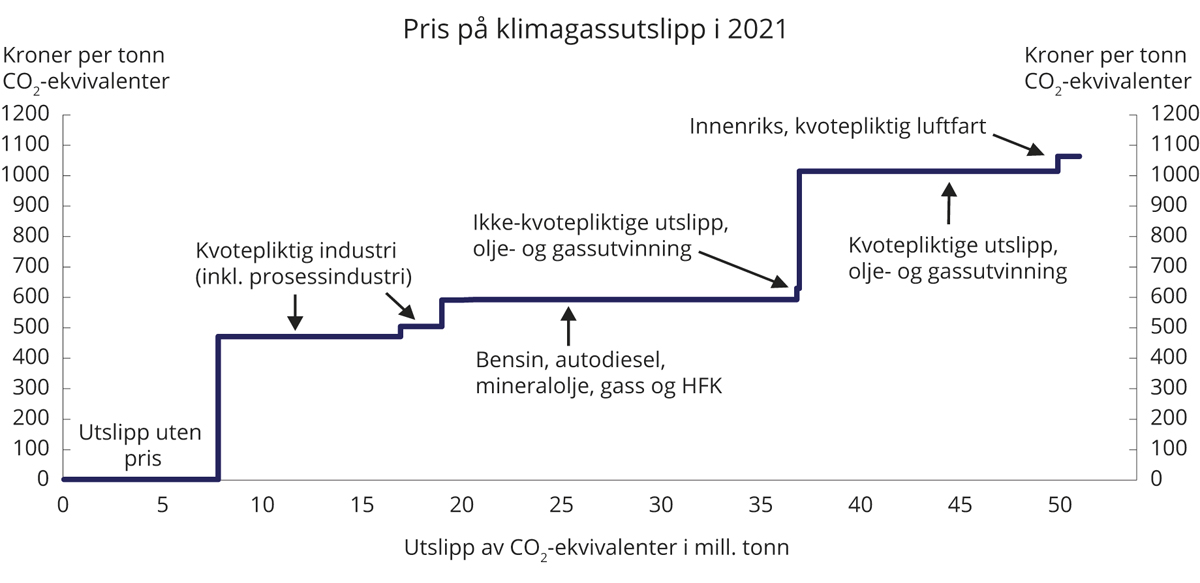 Pris på klimagassutslipp i 2021
Kroner per tonn
CO₂-ekvivalenter
Kroner per tonn
CO₂-ekvivalenter
1200
1100
1000
900
800
700
600
500
400
300
200
100
0
Utslipp uten
pris
Kvotepliktig industri
(inkl. prosessindustri)
Ikke-kvotepliktige utslipp,
olje- og gassutvinning
Bensin, autodiesel,
mineralolje, gass og HFK
Innenriks, kvotepliktig luftfart
Kvotepliktige utslipp,
olje- og gassutvinning
1200
1100
1000
900
800
700
600
500
400
300
200
100
0
0 5 10 15 20 25 30 35 40 45 50
Utslipp av CO₂-ekvivalenter i mill. tonn